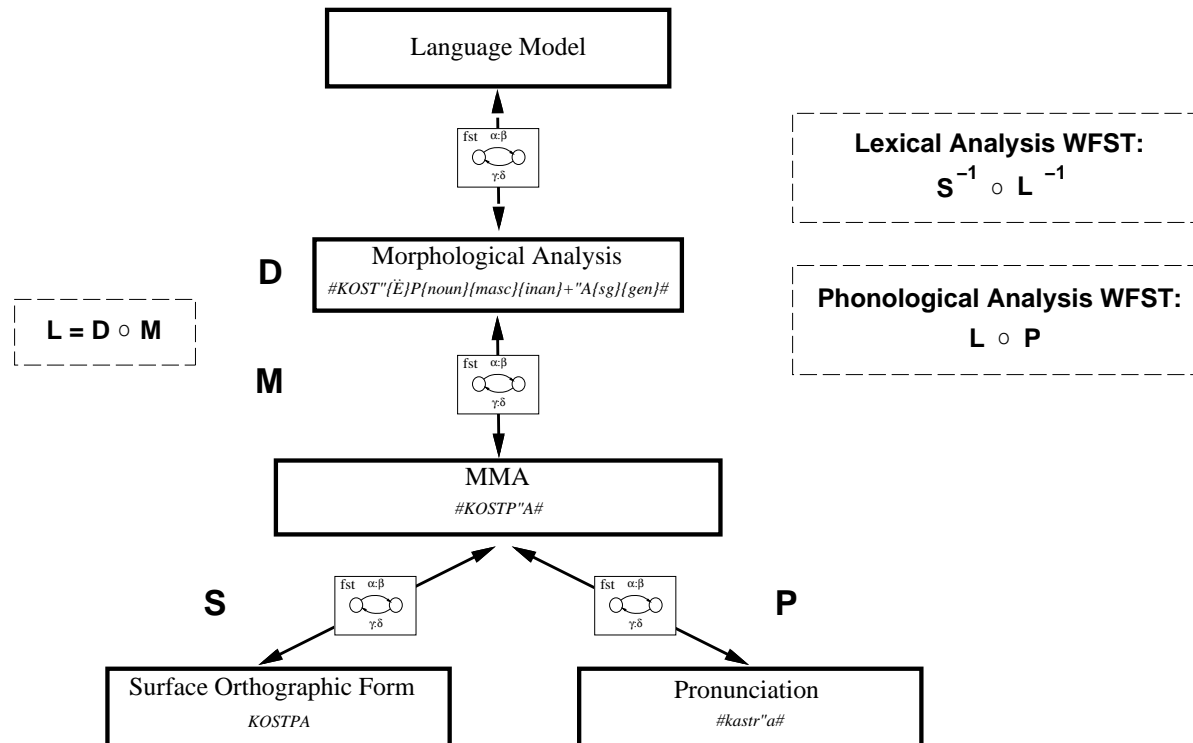 Language Model
fst α:β
γ:δ
Lexical Analysis WFST:
S⁻¹ ○ L⁻¹
D
Morphological Analysis
#KOST"{Ë}P{noun}{masc}{inan}+"A{sg}{gen}#
Phonological Analysis WFST:
L ○ P
L = D ○ M
M
fst α:β
γ:δ
MMA
#KOSTP"A#
S
fst α:β
γ:δ
fst α:β
γ:δ
P
Surface Orthographic Form
KOSTPA
Pronunciation
#kastr"a#